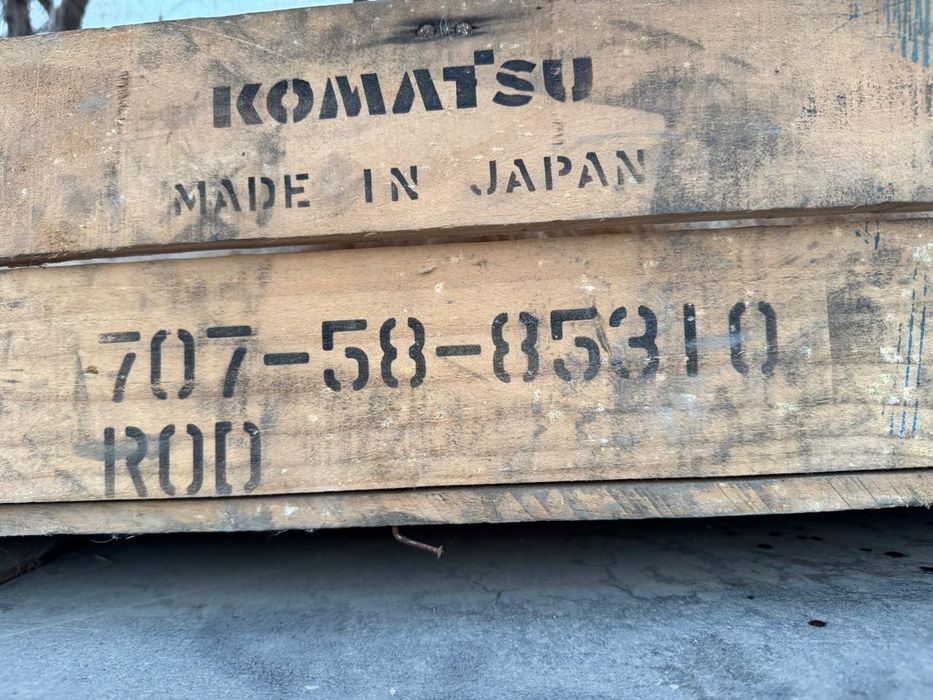 KOMATSU
MADE IN JAPAN
707-58-85310
ROD